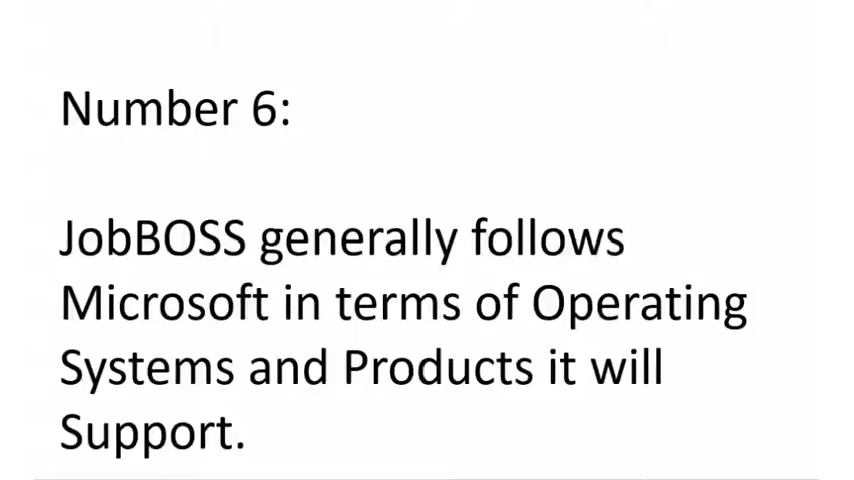 Number 6:
JobBOSS generally follows
Microsoft in terms of Operating
Systems and Products it will
Support.